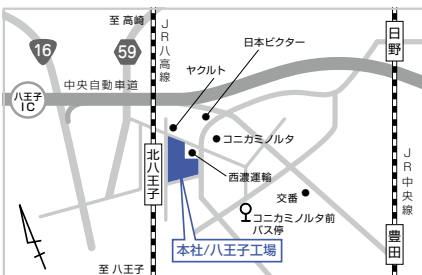 至 高崎
JR八高線
日本ビクター
日野
16
59
ヤクルト
中央自動車道
八王子
IC
コニカミノルタ
北八王子
西濃運輸
JR中央線
交番
コニカミノルタ前
バス停
本社/八王子工場
豊田
至 八王子